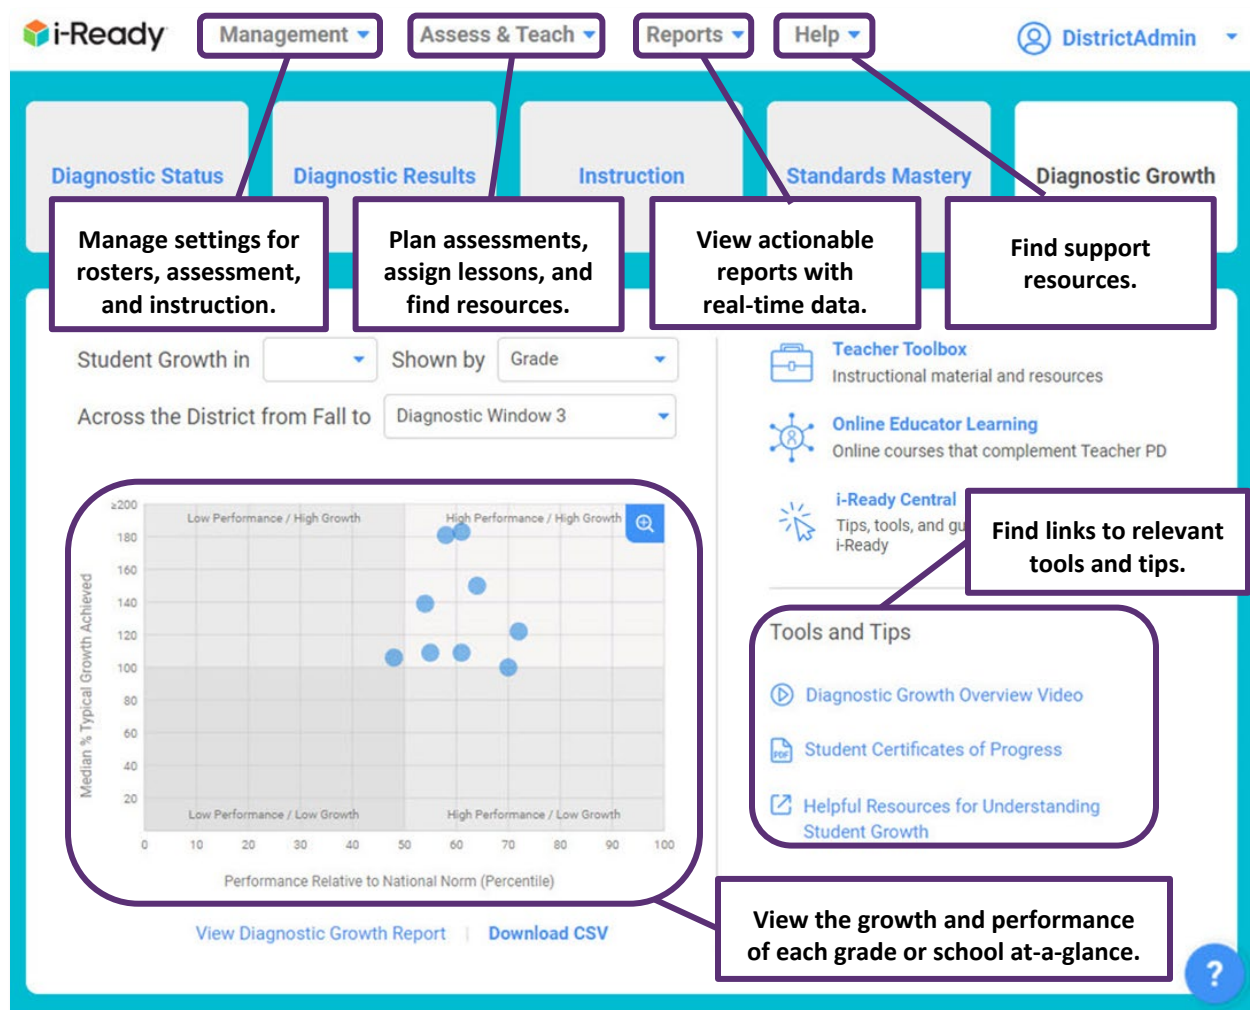 i-Ready
Management
Assess & Teach
Reports
Help
DistrictAdmin
Diagnostic Status
Diagnostic Results
Instruction
Standards Mastery
Diagnostic Growth
Manage settings for
rosters, assessment,
and instruction.
Plan assessments,
assign lessons, and
find resources.
View actionable
reports with
real-time data.
Find support
resources.
Student Growth in
Shown by
Grade
Across the District from Fall to
Diagnostic Window 3
Teacher Toolbox
Instructional material and resources
Online Educator Learning
Online courses that complement Teacher PD
i-Ready Central
Tips, tools, and
i-Ready
Find links to relevant
tools and tips.
Tools and Tips
Diagnostic Growth Overview Video
PDF
Student Certificates of Progress
Helpful Resources for Understanding
Student Growth
Median % Typical Growth Achieved
≥200
180
160
140
120
100
80
60
40
20
Low Performance / High Growth
High Performance / High Growth
Low Performance / Low Growth
High Performance / Low Growth
0 10 20 30 40 50 60 70 80 90 100
Performance Relative to National Norm (Percentile)
View Diagnostic Growth Report
Download CSV
View the growth and performance
of each grade or school at-a-glance.
?